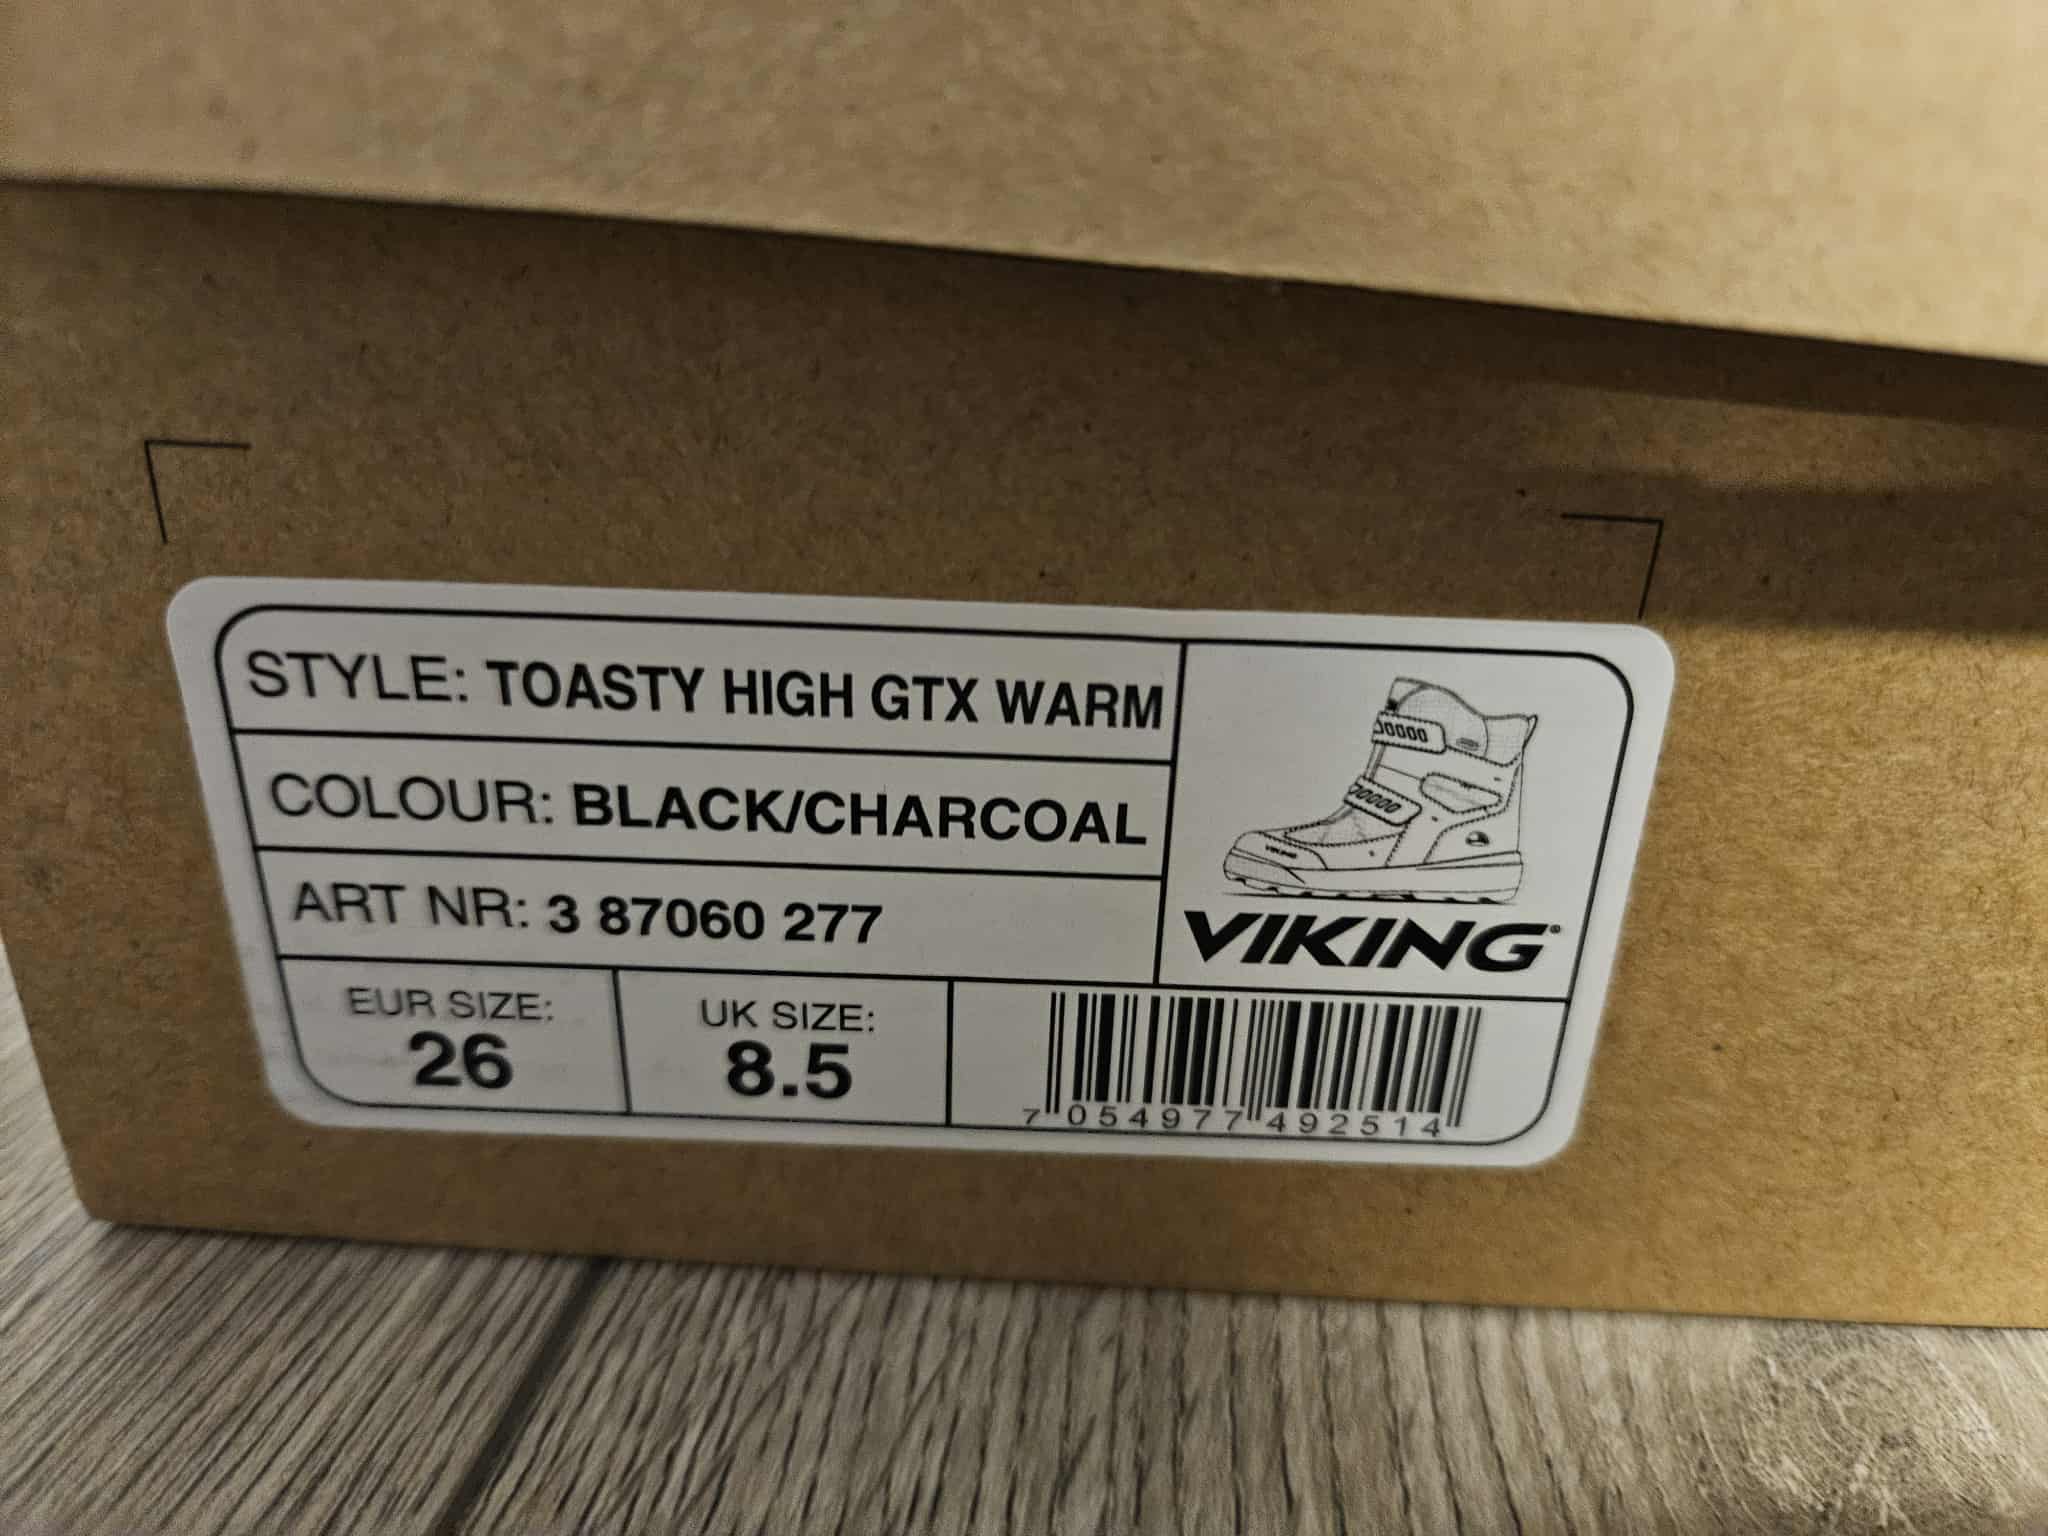 STYLE: TOASTY HIGH GTX WARM
COLOUR: BLACK/CHARCOAL
ART NR: 3 87060 277
VIKING
VIKING®
EUR SIZE:
26
UK SIZE:
8.5
7 054977 492514